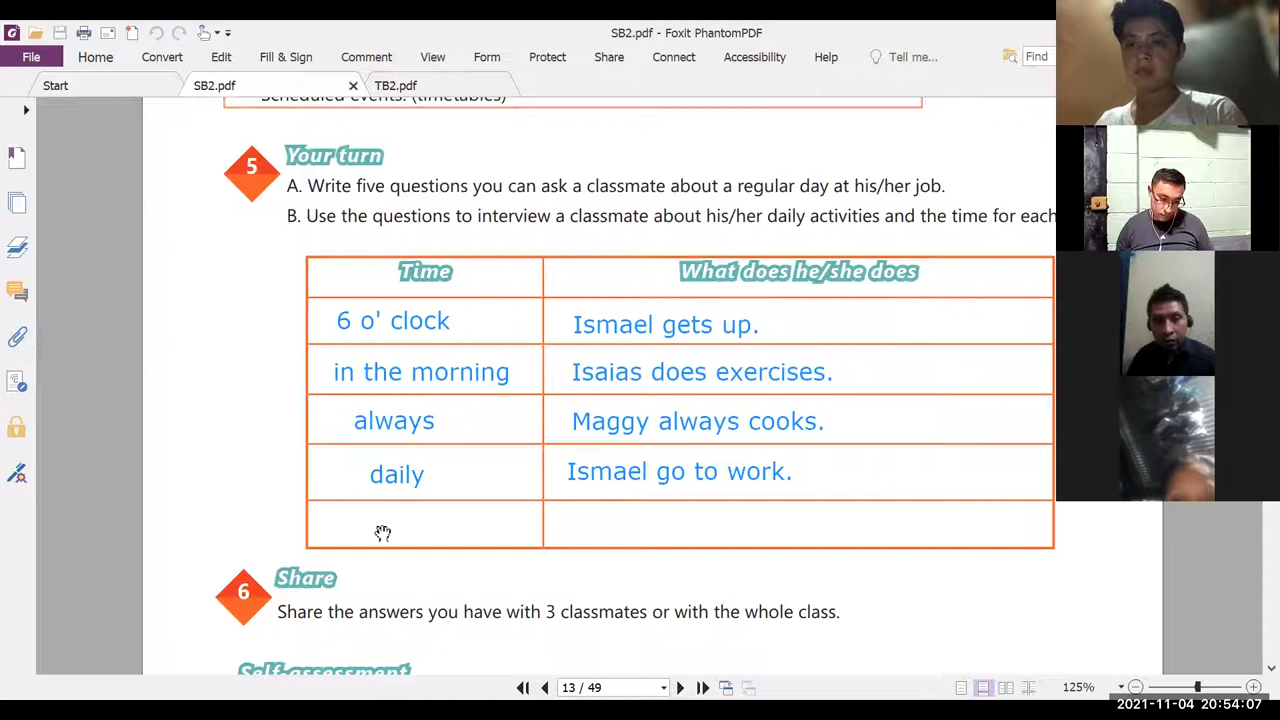 SB2.pdf - Foxit PhantomPDF
File Home Convert Edit Fill & Sign Comment View Form Protect Share Connect Accessibility Help Tell me... Find
Start SB2.pdf TB2.pdf
Scheduled events. (timetables)
5 Your turn
A. Write five questions you can ask a classmate about a regular day at his/her job.
B. Use the questions to interview a classmate about his/her daily activities and the time for each
Time What does he/she does
6 o' clock Ismael gets up.
in the morning Isaias does exercises.
always Maggy always cooks.
daily Ismael go to work.
6 Share
Share the answers you have with 3 classmates or with the whole class.
Self-assessment
13 / 49 125%
2021-11-04 20:54:07